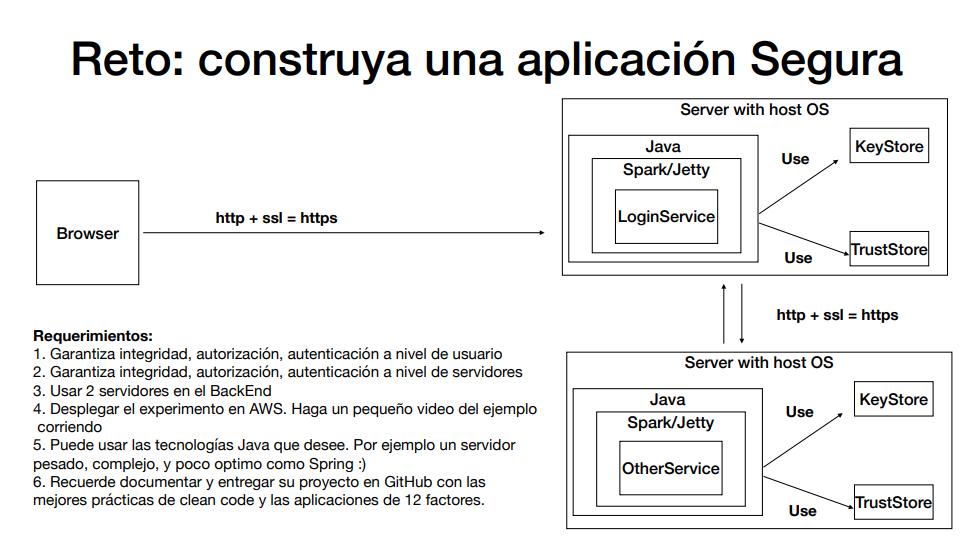 Reto: construya una aplicación Segura
Server with host OS
Java
Spark/Jetty
LoginService
Use
KeyStore
Use
TrustStore
Browser
http + ssl = https
http + ssl = https
Server with host OS
Java
Spark/Jetty
OtherService
Use
KeyStore
Use
TrustStore
Requerimientos:
1. Garantiza integridad, autorización, autenticación a nivel de usuario
2. Garantiza integridad, autorización, autenticación a nivel de servidores
3. Usar 2 servidores en el BackEnd
4. Desplegar el experimento en AWS. Haga un pequeño video del ejemplo
corriendo
5. Puede usar las tecnologías Java que desee. Por ejemplo un servidor
pesado, complejo, y poco optimo como Spring :)
6. Recuerde documentar y entregar su proyecto en GitHub con las
mejores prácticas de clean code y las aplicaciones de 12 factores.